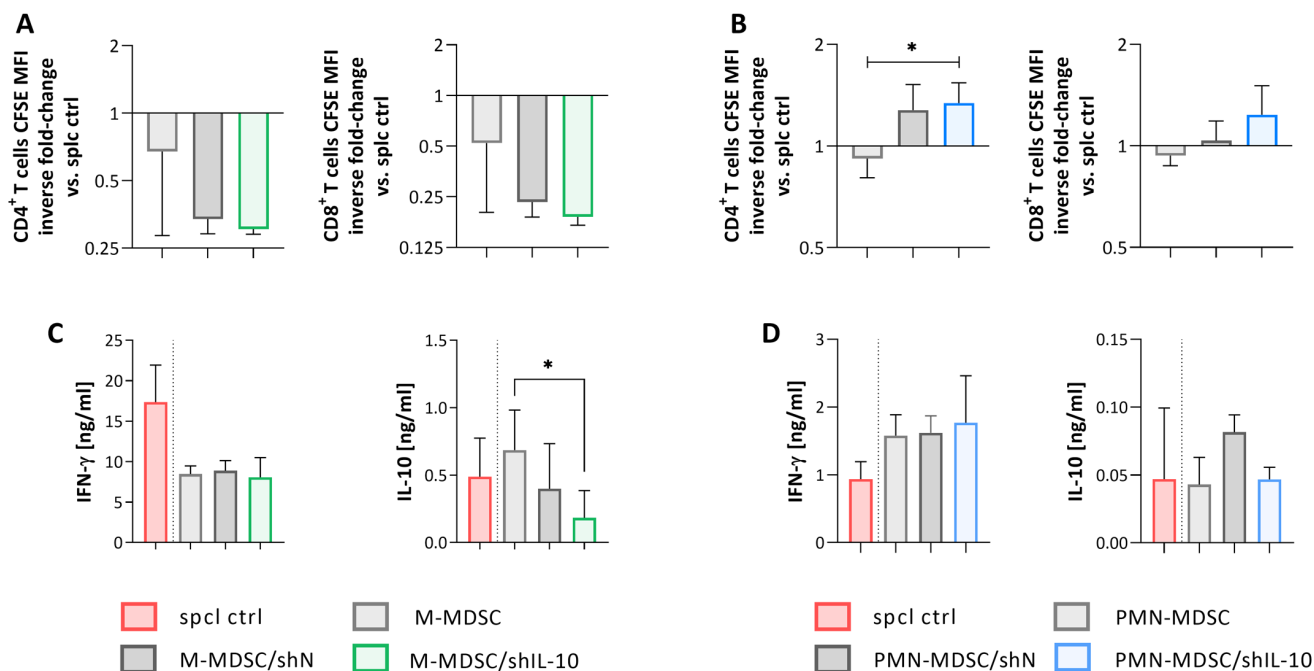 A
CD4+ T cells CFSE MFI
inverse fold-change
vs. splc ctrl
2
1
0.5
0.25
CD8+ T cells CFSE MFI
inverse fold-change
vs. splc ctrl
2
1
0.5
0.25
0.125
B
CD4+ T cells CFSE MFI
inverse fold-change
vs. splc ctrl
2
1
0.5
*
CD8+ T cells CFSE MFI
inverse fold-change
vs. splc ctrl
2
1
0.5
C
IFN-γ [ng/ml]
25
20
15
10
5
0
IL-10 [ng/ml]
1.5
1.0
0.5
0.0
*
D
IFN-γ [ng/ml]
3
2
1
0
IL-10 [ng/ml]
0.15
0.10
0.05
0.00
spcl ctrl
M-MDSC
M-MDSC/shN
M-MDSC/shIL-10
spcl ctrl
PMN-MDSC
PMN-MDSC/shN
PMN-MDSC/shIL-10